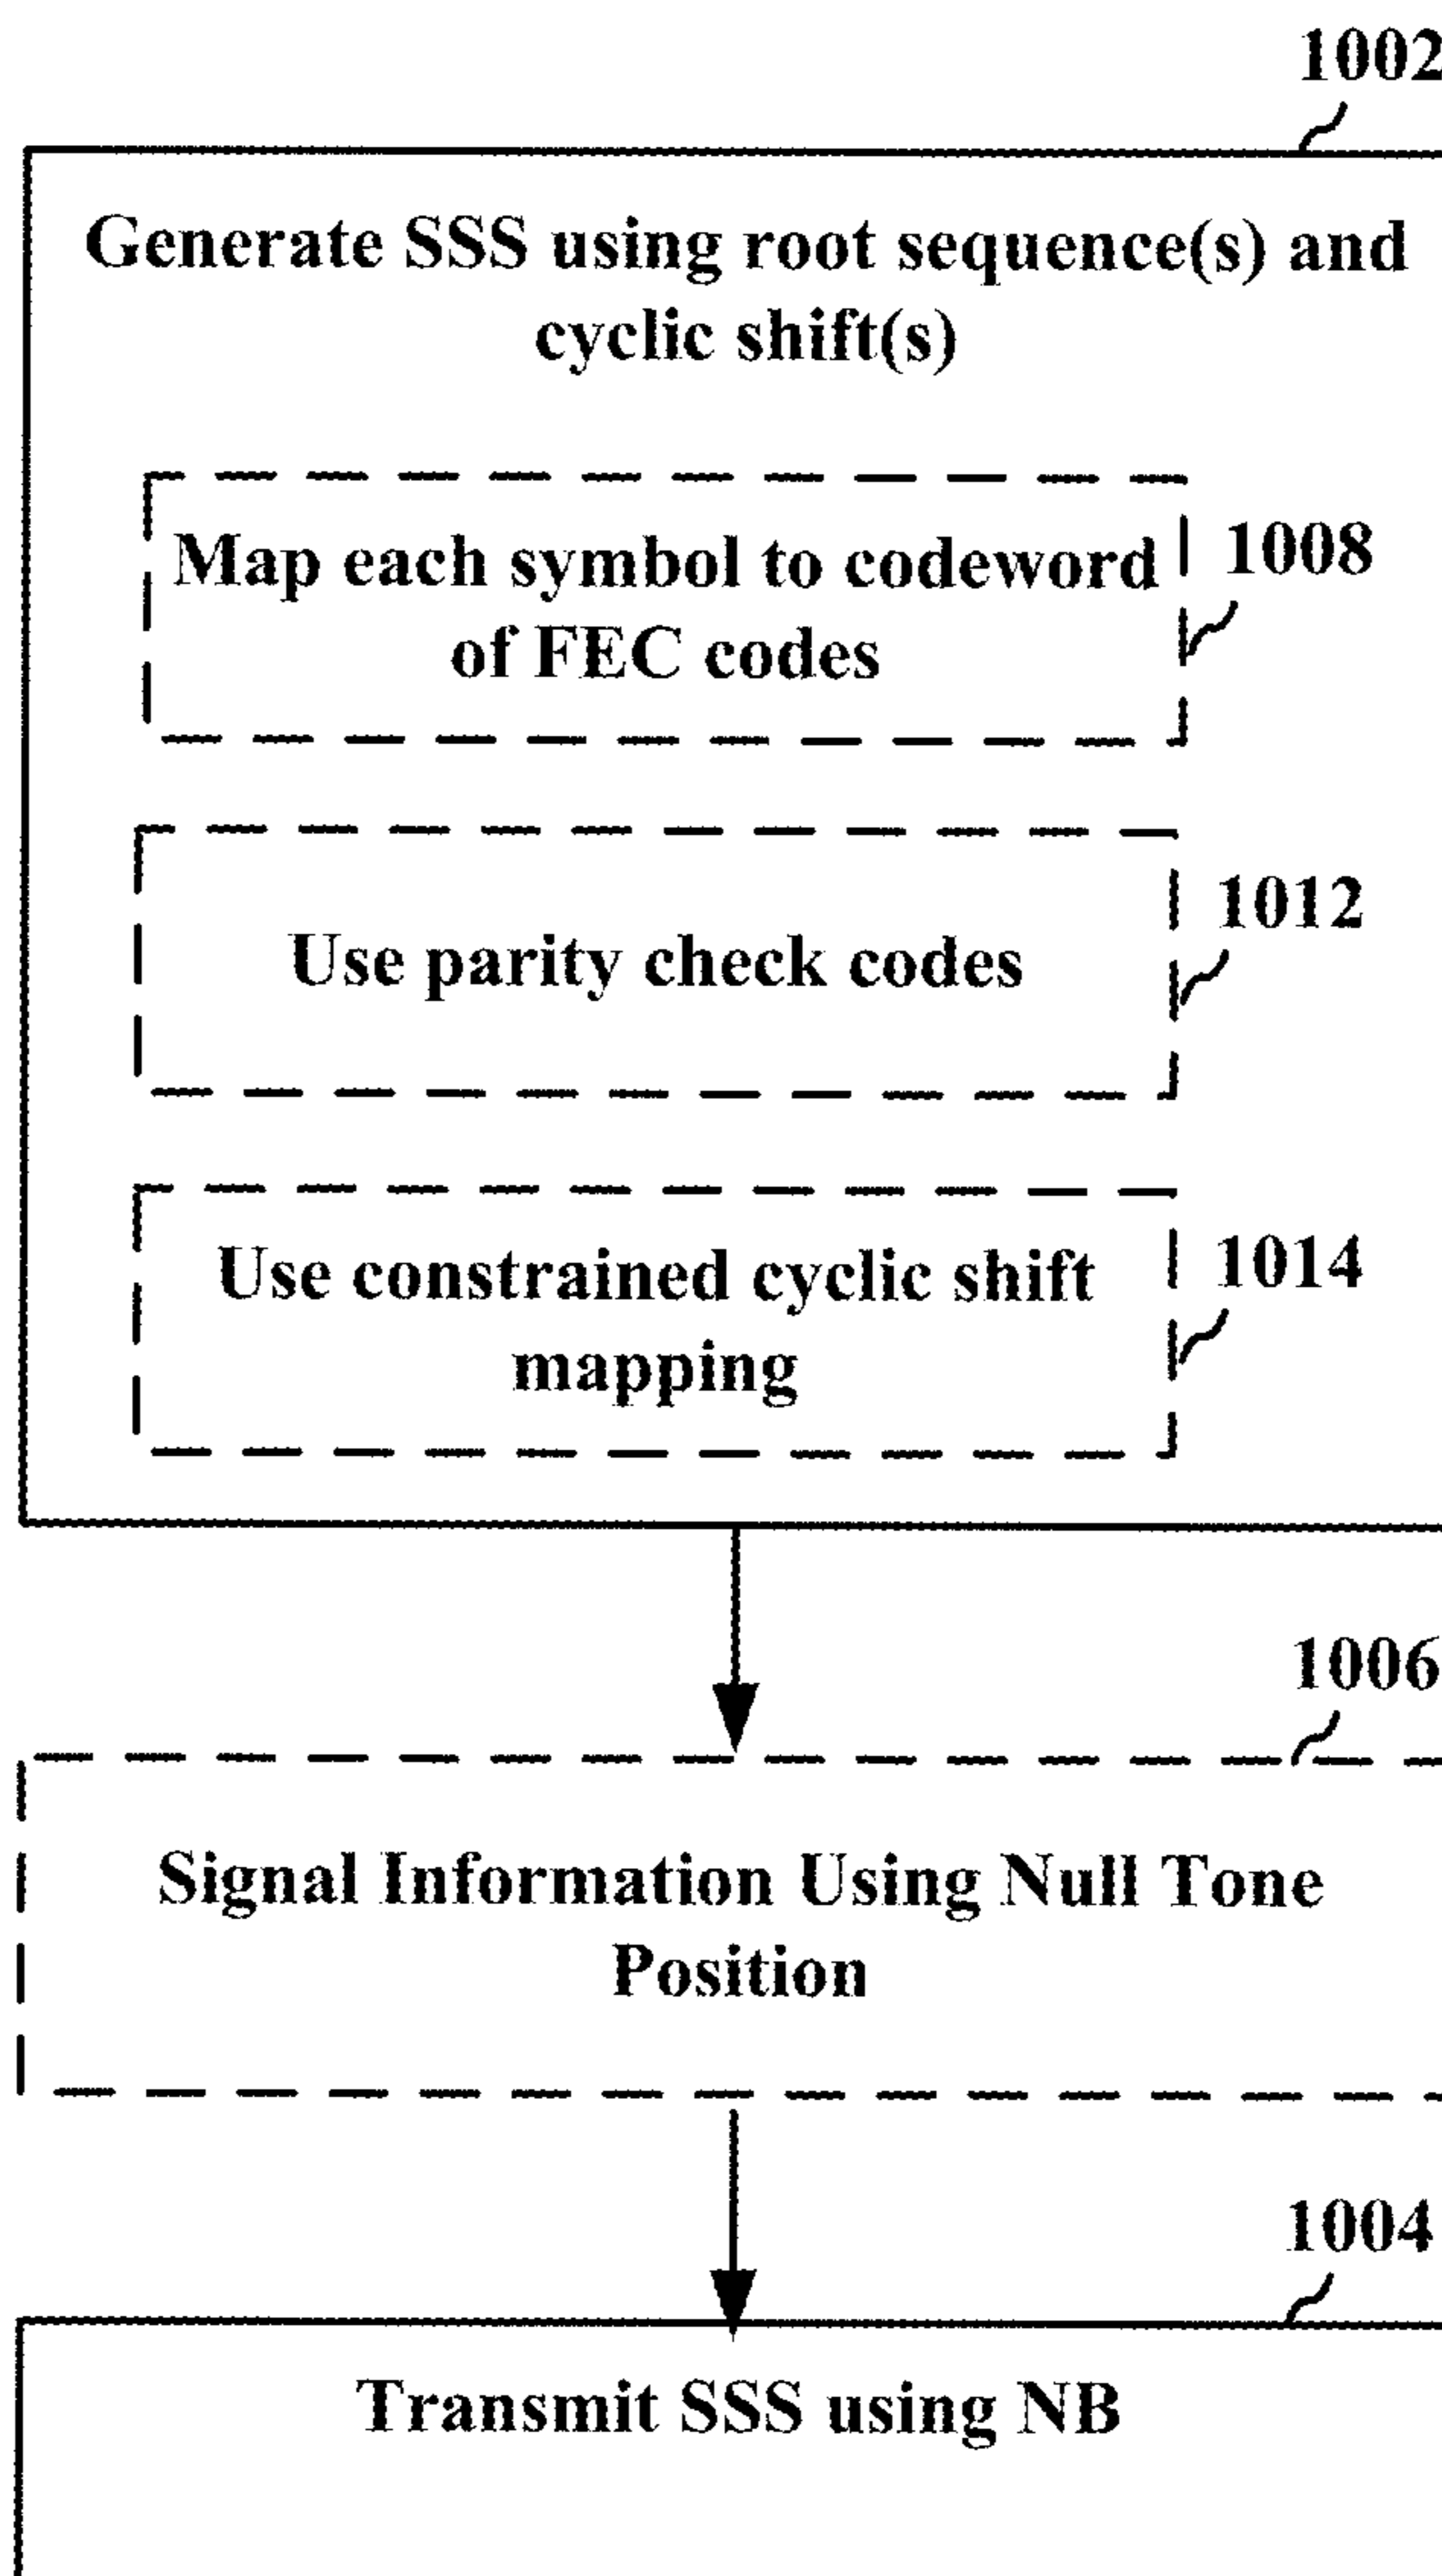 1002
Generate SSS using root sequence(s) and
cyclic shift(s)
Map each symbol to codeword
of FEC codes
1008
Use parity check codes
1012
Use constrained cyclic shift
mapping
1014
1006
Signal Information Using Null Tone
Position
1004
Transmit SSS using NB